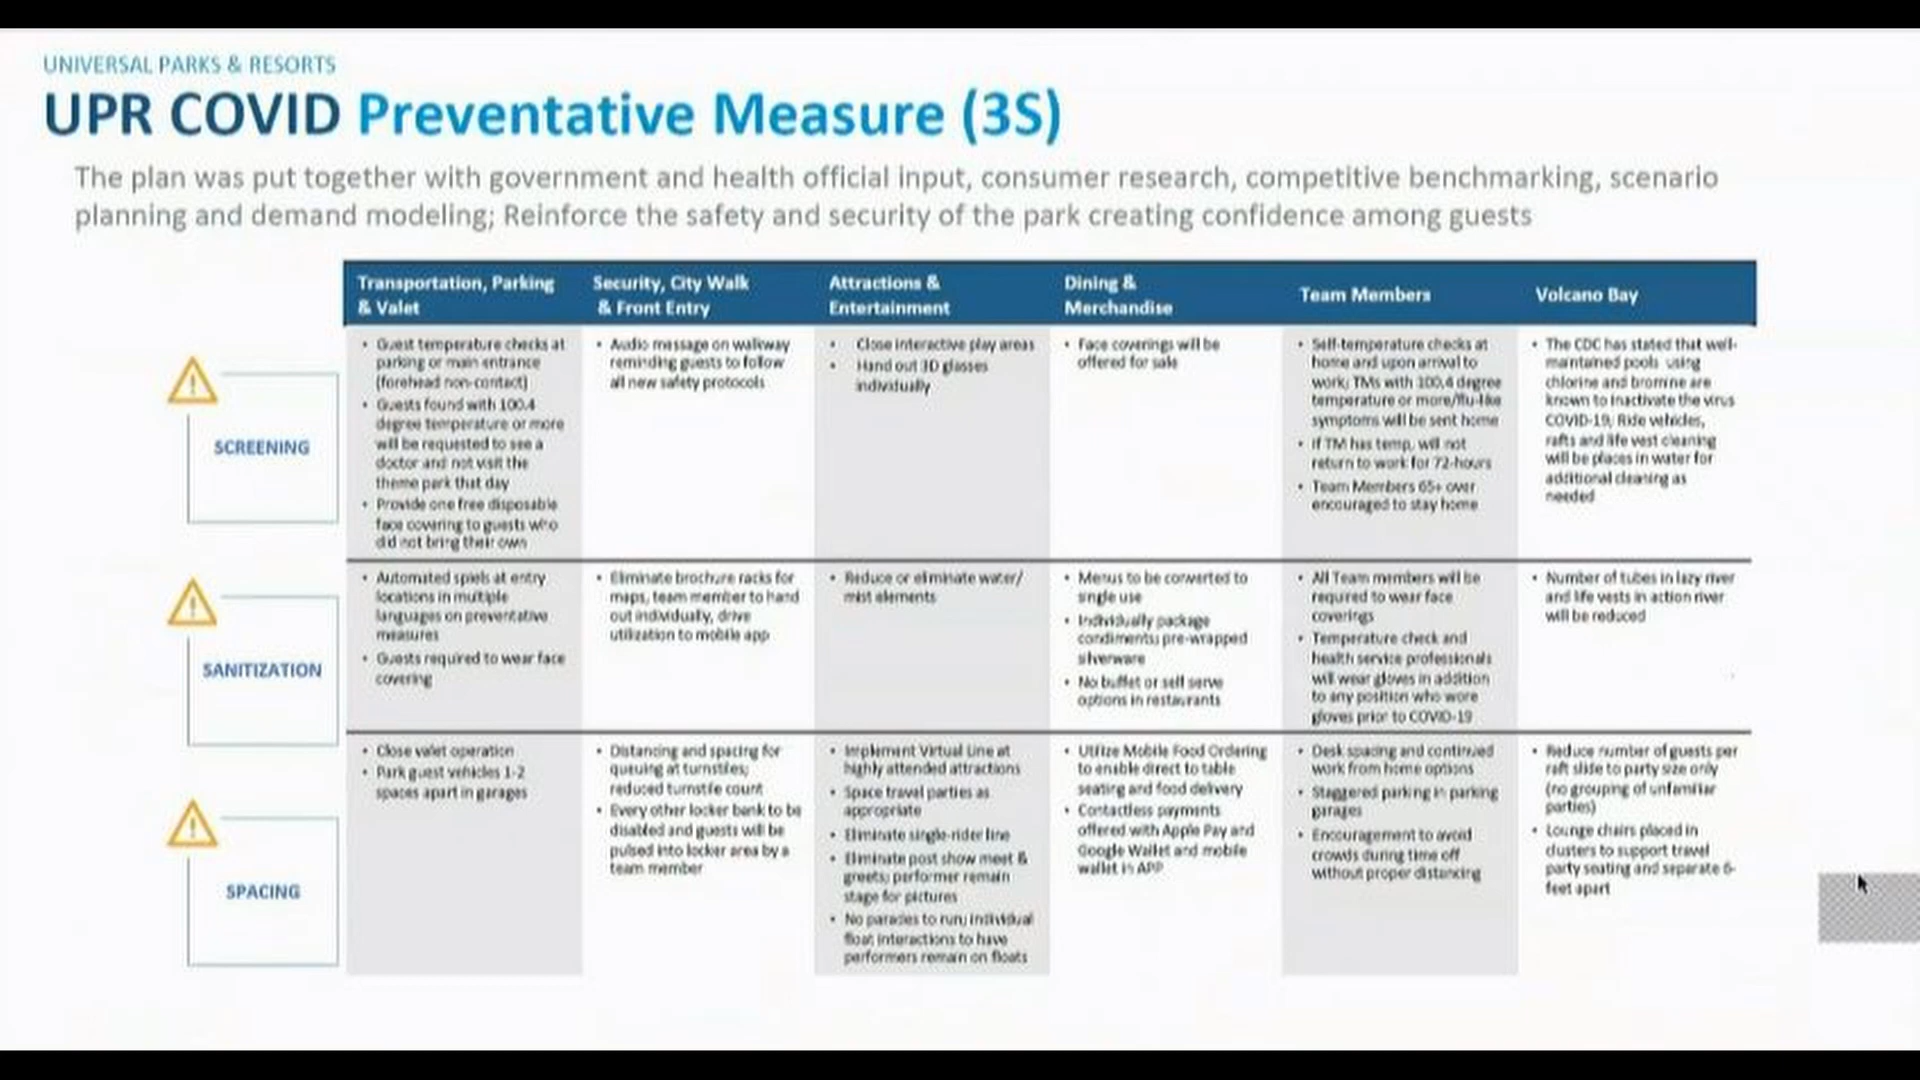 UNIVERSAL PARKS & RESORTS
UPR COVID Preventative Measure (3S)
The plan was put together with government and health official input, consumer research, competitive benchmarking, scenario
planning and demand modeling; Reinforce the safety and security of the park creating confidence among guests
Transportation, Parking
& Valet
Security, City Walk
& Front Entry
Attractions &
Entertainment
Dining &
Merchandise
Team Members
Volcano Bay
SCREENING
• Guest temperature checks at
parking or main entrance
(forehead non-contact)
• Guests found with 100.4
degree temperature or more
will be requested to see a
doctor and not visit the
theme park that day
• Provide one free disposable
face covering to guests who
did not bring their own
• Audio message on walkway
reminding guests to follow
all new safety protocols
• Close interactive play areas
• Hand out 3D glasses
individually
• Face coverings will be
offered for sale
• Self-temperature checks at
home and upon arrival to
work; TMs with 100.4 degree
temperature or more/flu-like
symptoms will be sent home
• If TM has temp, will not
return to work for 72-hours
• Team Members 65+ over
encouraged to stay home
• The CDC has stated that well-
maintained pools using
chlorine and bromine are
known to inactivate the virus
COVID-19; Ride vehicles,
rafts and life vest cleaning
will be places in water for
additional cleaning as
needed
SANITIZATION
• Automated spiels at entry
locations in multiple
languages on preventative
measures
• Guests required to wear face
covering
• Eliminate brochure racks for
maps, team member to hand
out individually, drive
utilization to mobile app
• Reduce or eliminate water/
mist elements
• Menus to be converted to
single use
• Individually package
condiments; pre-wrapped
silverware
• No buffet or self serve
options in restaurants
• All Team members will be
required to wear face
coverings
• Temperature check and
health service professionals
will wear gloves in addition
to any position who wore
gloves prior to COVID-19
• Number of tubes in lazy river
and life vests in action river
will be reduced
SPACING
• Close valet operation
• Park guest vehicles 1-2
spaces apart in garages
• Distancing and spacing for
queuing at turnstiles;
reduced turnstile count
• Every other locker bank to be
disabled and guests will be
pulsed into locker area by a
team member
• Implement Virtual Line at
highly attended attractions
• Space travel parties as
appropriate
• Eliminate single-rider line
• Eliminate post show meet &
greets; performer remain
stage for pictures
• No parades to run; individual
float interactions to have
performers remain on floats
• Utilize Mobile Food Ordering
to enable direct to table
seating and food delivery
• Contactless payments
offered with Apple Pay and
Google Wallet and mobile
wallet in APP
• Desk spacing and continued
work from home options
• Staggered parking in parking
garages
• Encouragement to avoid
crowds during time off
without proper distancing
• Reduce number of guests per
raft slide to party size only
(no grouping of unfamiliar
parties)
• Lounge chairs placed in
clusters to support travel
party seating and separate 6-
feet apart